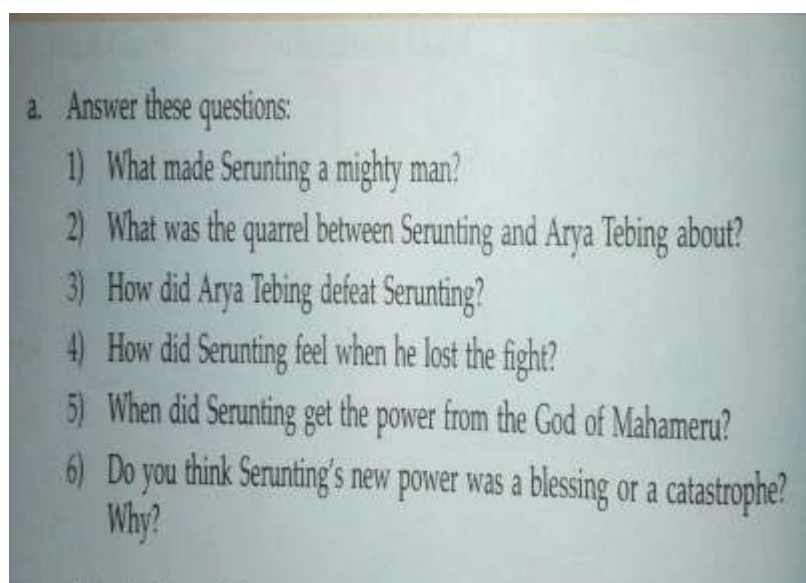 a. Answer these questions:
1) What made Serunting a mighty man?
2) What was the quarrel between Serunting and Arya Tebing about?
3) How did Arya Tebing defeat Serunting?
4) How did Serunting feel when he lost the fight?
5) When did Serunting get the power from the God of Mahameru?
6) Do you think Serunting's new power was a blessing or a catastrophe?
Why?